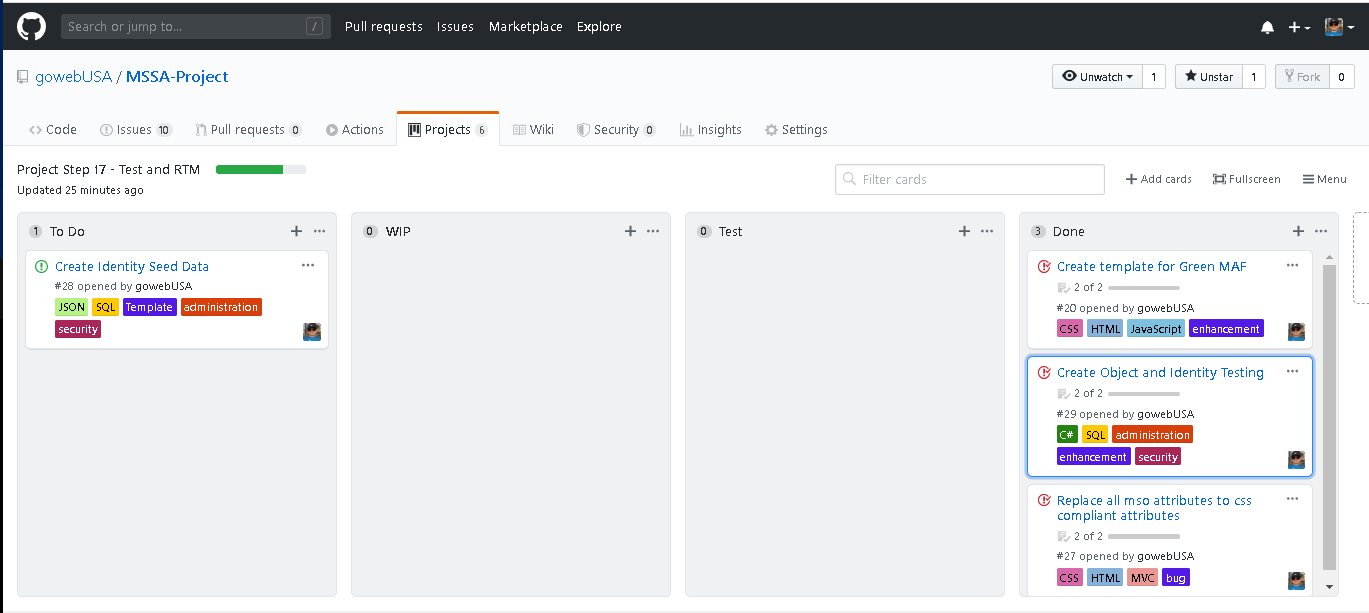 Search or jump to... / Pull requests Issues Marketplace Explore
gowebUSA / MSSA-Project Unwatch 1 Unstar 1 Fork 0
Code Issues 10 Pull requests 0 Actions Projects 6 Wiki Security 0 Insights Settings
Project Step 17 - Test and RTM
Updated 25 minutes ago
Filter cards Add cards Fullscreen Menu
1 To Do
Create Identity Seed Data
#28 opened by gowebUSA
JSON SQL Template administration
security
0 WIP
0 Test
3 Done
Create template for Green MAF
2 of 2
#20 opened by gowebUSA
CSS HTML JavaScript enhancement
Create Object and Identity Testing
2 of 2
#29 opened by gowebUSA
C# SQL administration
enhancement security
Replace all mso attributes to css
compliant attributes
2 of 2
#27 opened by gowebUSA
CSS HTML MVC bug